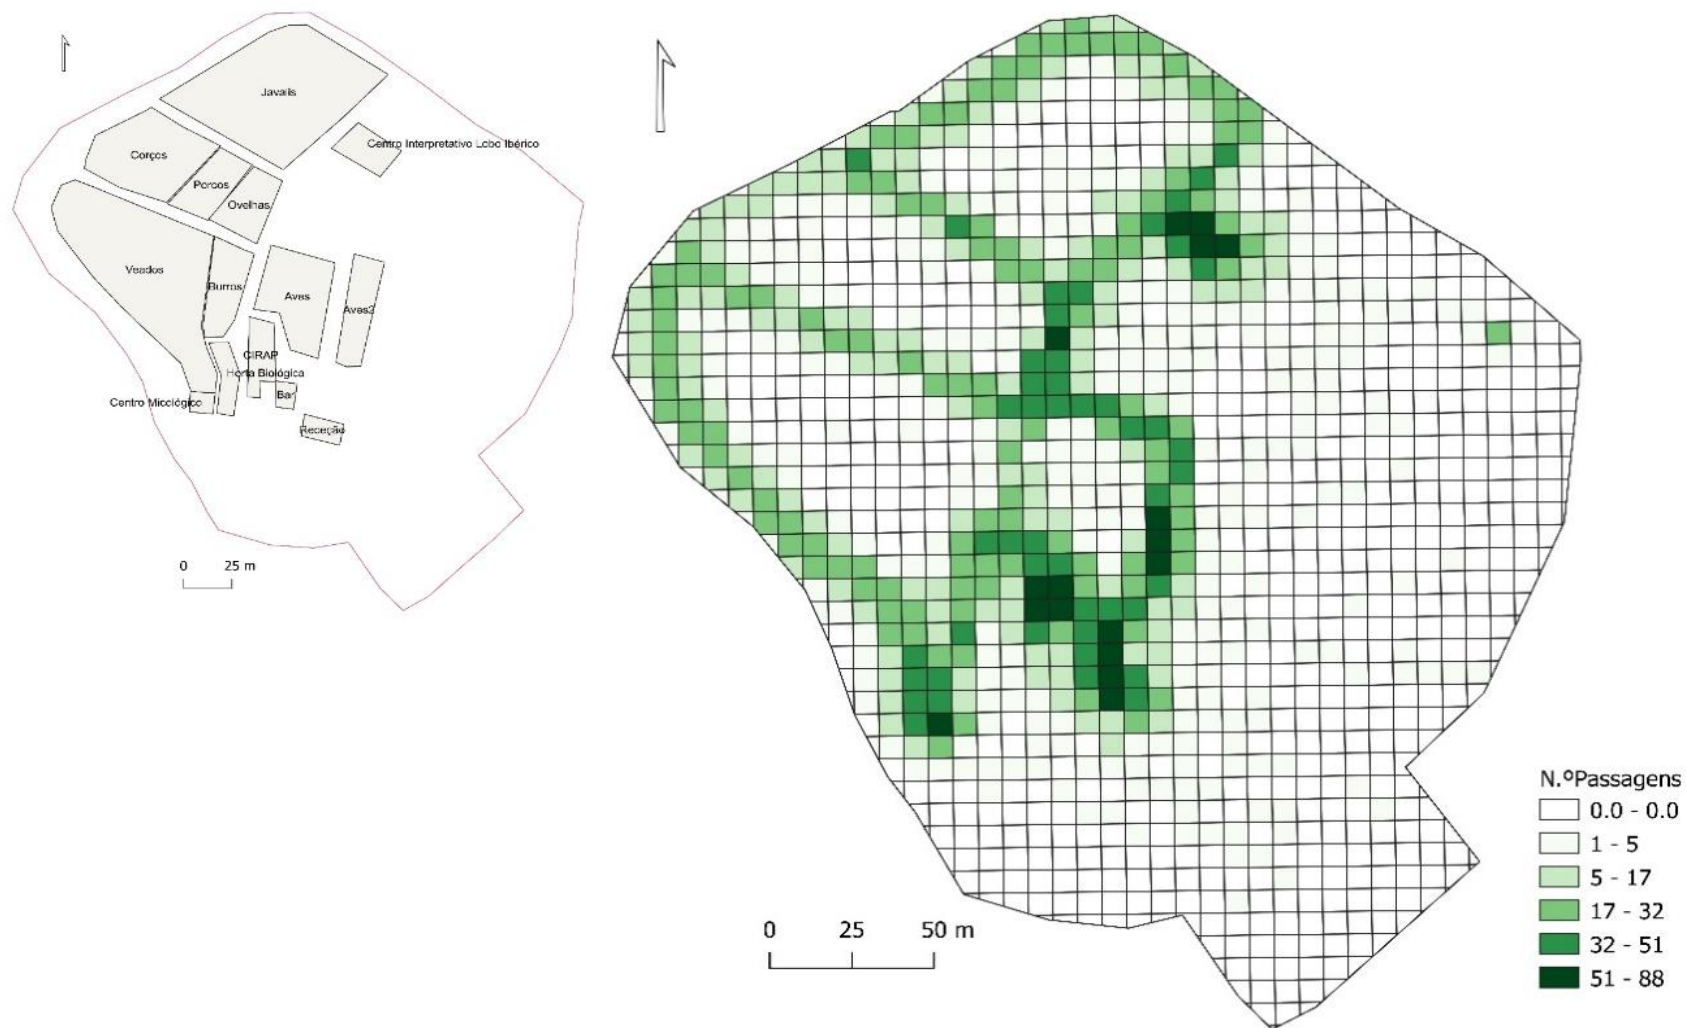 Javalis
Centro Interpretativo Lobo Ibérico
Corços
Porcos
Ovelhas
Veados
Burros
Aves
Aves2
CIRAP
Horta Biológica
Bar
Centro Micológico
Receção
0 25 m
0 25 50 m
N.ºPassagens
0.0 - 0.0
1 - 5
5 - 17
17 - 32
32 - 51
51 - 88